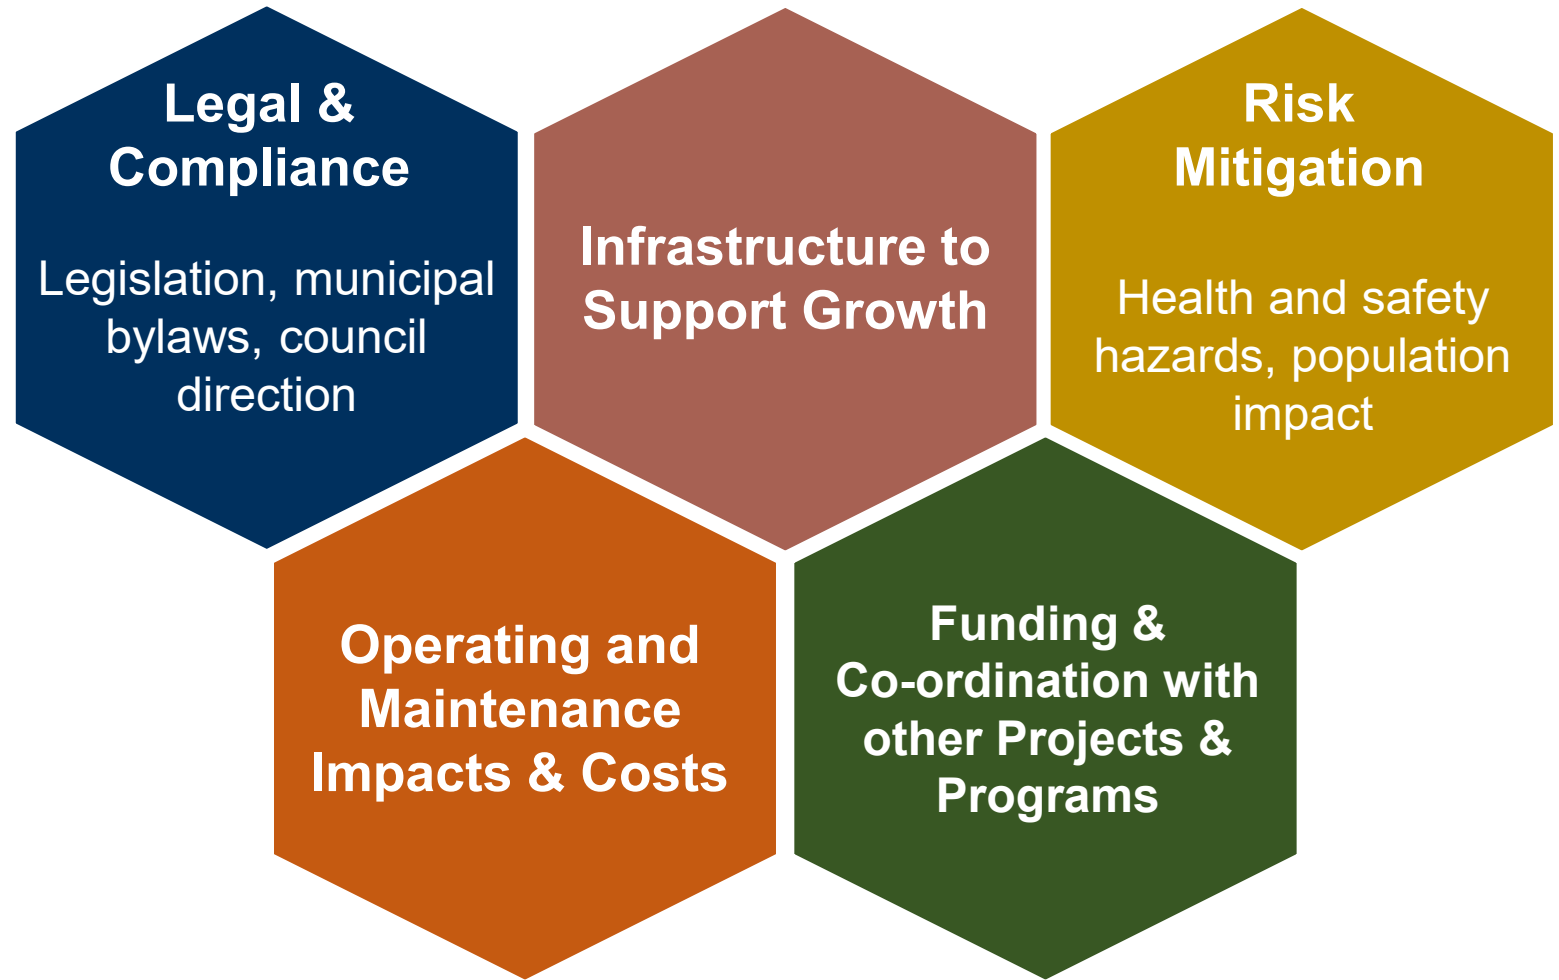 Legal &
Compliance
Legislation, municipal
bylaws, council
direction
Infrastructure to
Support Growth
Risk
Mitigation
Health and safety
hazards, population
impact
Operating and
Maintenance
Impacts & Costs
Funding &
Co-ordination with
other Projects &
Programs